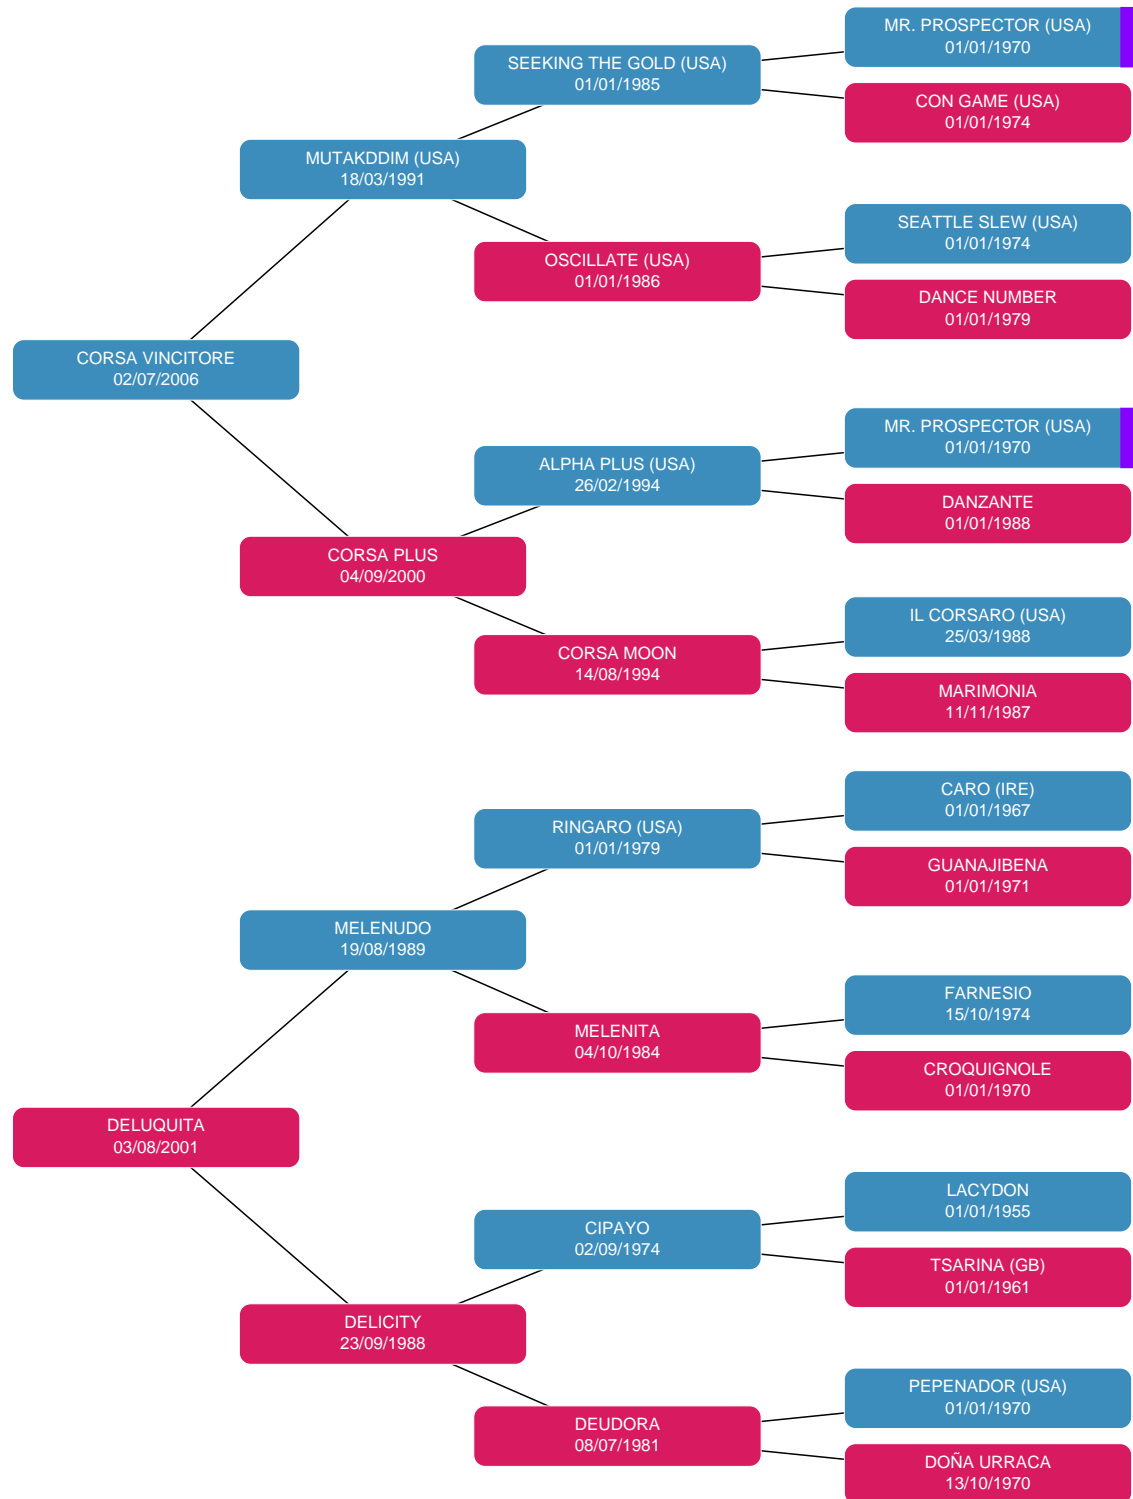 MR. PROSPECTOR (USA)
01/01/1970
SEEKING THE GOLD (USA)
01/01/1985
CON GAME (USA)
01/01/1974
MUTAKDDIM (USA)
18/03/1991
SEATTLE SLEW (USA)
01/01/1974
OSCILLATE (USA)
01/01/1986
DANCE NUMBER
01/01/1979
CORSA VINCITORE
02/07/2006
MR. PROSPECTOR (USA)
01/01/1970
ALPHA PLUS (USA)
26/02/1994
DANZANTE
01/01/1988
CORSA PLUS
04/09/2000
IL CORSARO (USA)
25/03/1988
CORSA MOON
14/08/1994
MARIMONIA
11/11/1987
CARO (IRE)
01/01/1967
RINGARO (USA)
01/01/1979
GUANAJIBENA
01/01/1971
MELENUDO
19/08/1989
FARNESIO
15/10/1974
MELENITA
04/10/1984
CROQUIGNOLE
01/01/1970
DELUQUITA
03/08/2001
LACYDON
01/01/1955
CIPAYO
02/09/1974
TSARINA (GB)
01/01/1961
DELICITY
23/09/1988
PEPENADOR (USA)
01/01/1970
DEUDORA
08/07/1981
DOÑA URRACA
13/10/1970